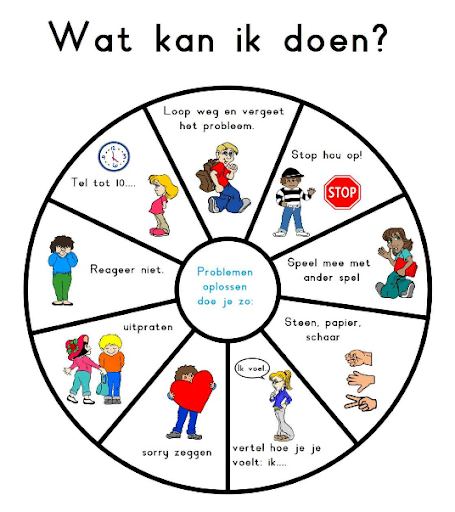 Wat kan ik doen?
Loop weg en vergeet
het probleem.
Stop hou op!
STOP
Speel mee met
ander spel
Steen, papier,
schaar
Ik voel..
vertel hoe je je
voelt: ik....
sorry zeggen
uitpraten
Reageer niet.
Tel tot 10....
Problemen
oplossen
doe je zo: